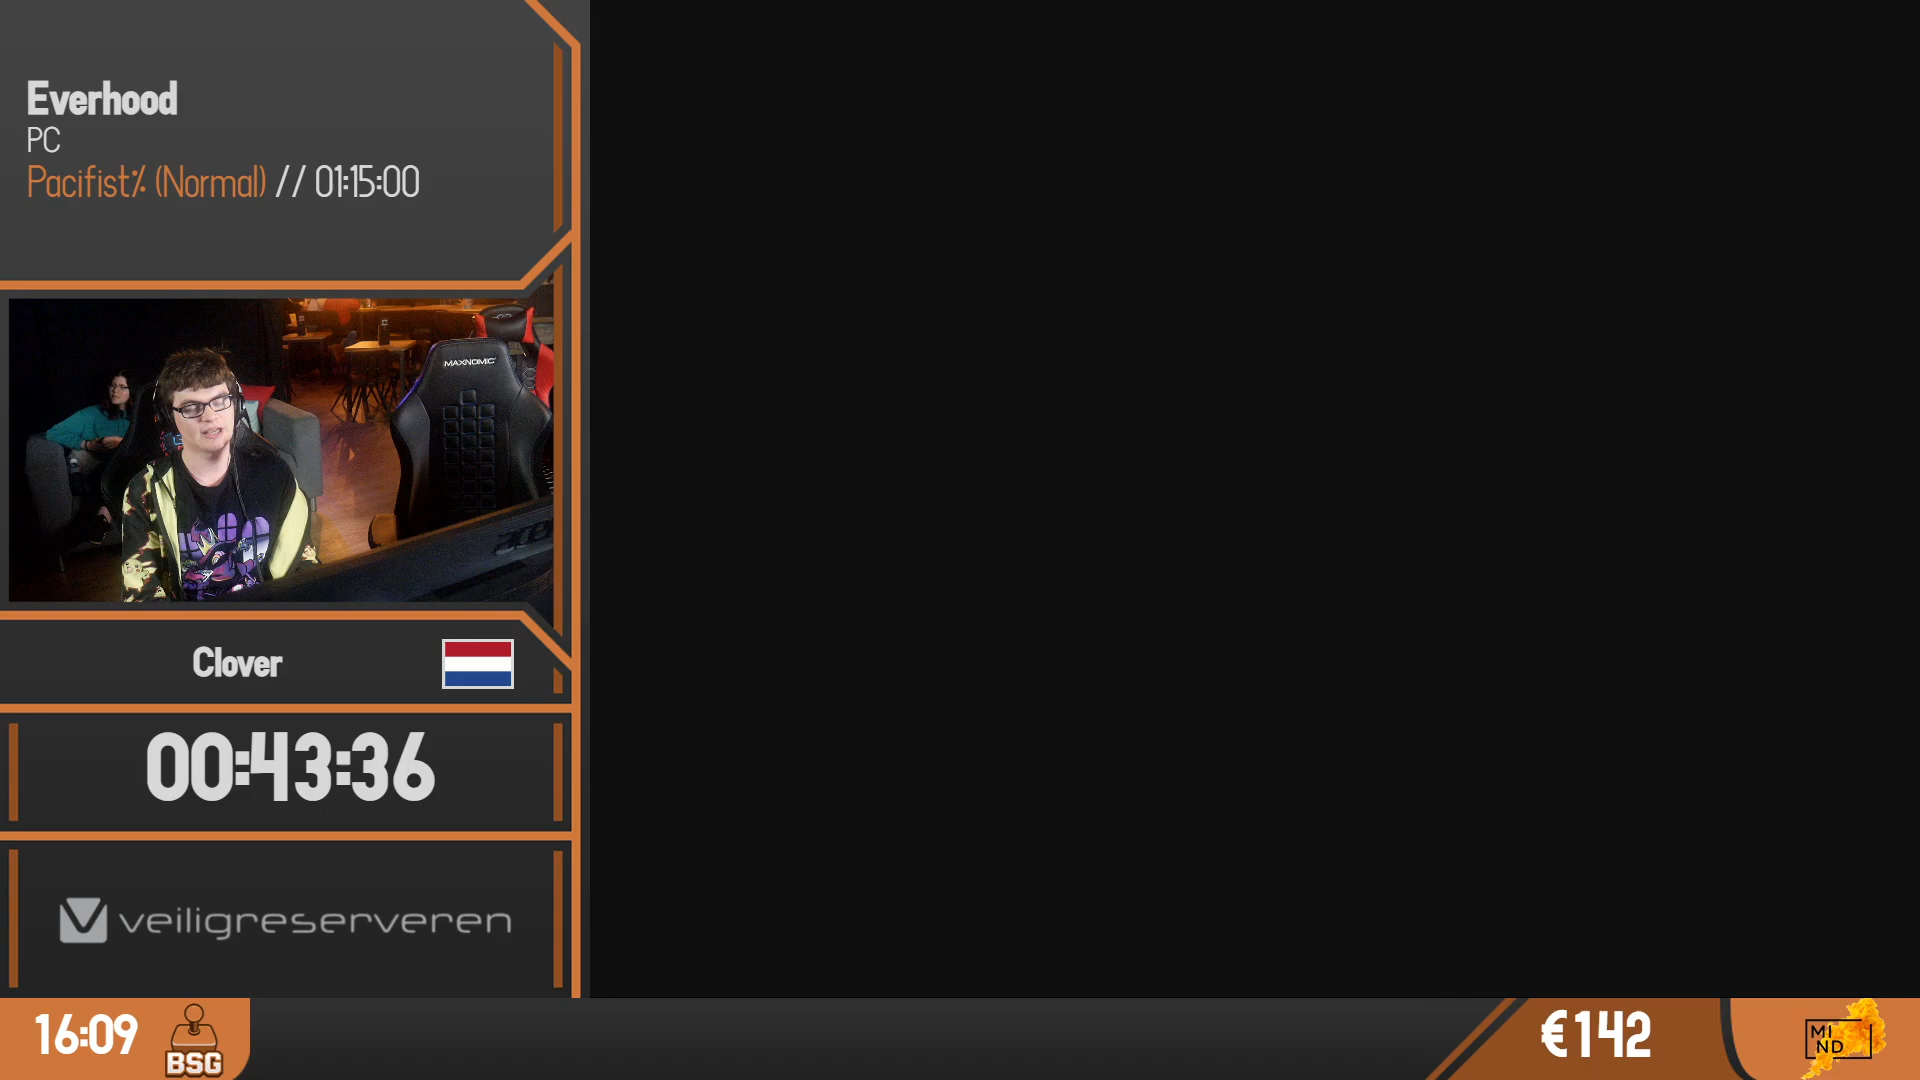 Everhood
PC
Pacifist% (Normal) // 01:15:00
MAXNOMIC
Clover
00:43:36
veiligreserveren
16:09
BSG
€142
MI
ND